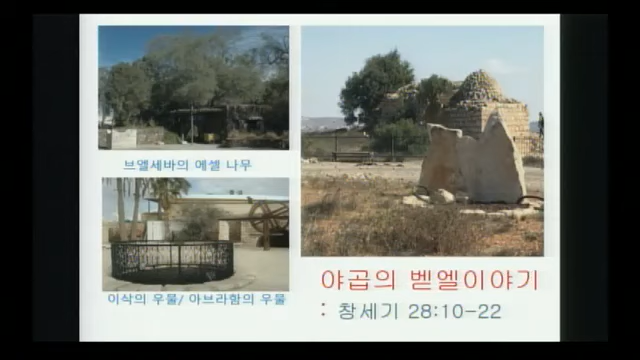 브엘세바의 에셀 나무
이삭의 우물/ 아브라함의 우물
야곱의 벧엘이야기
: 창세기 28:10-22